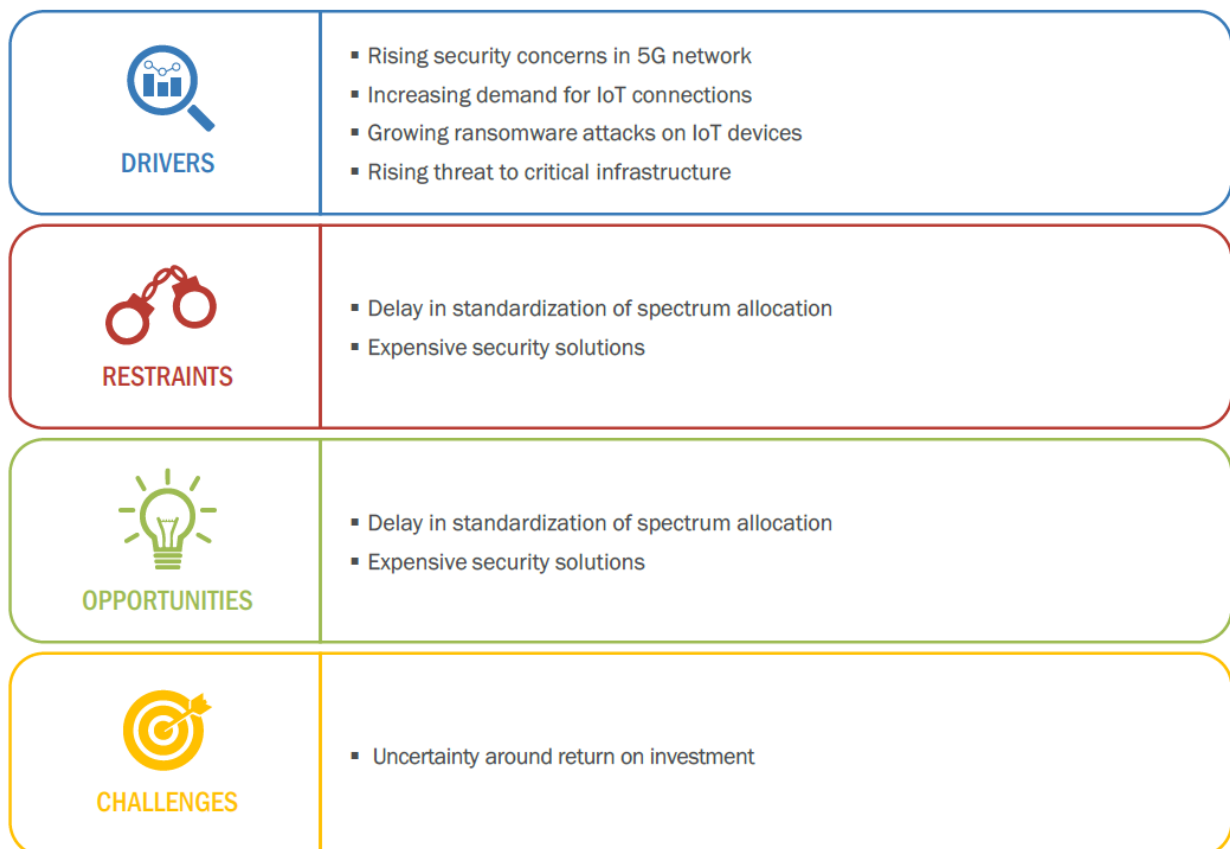 ▪ Rising security concerns in 5G network
▪ Increasing demand for IoT connections
▪ Growing ransomware attacks on IoT devices
▪ Rising threat to critical infrastructure
DRIVERS
▪ Delay in standardization of spectrum allocation
▪ Expensive security solutions
RESTRAINTS
▪ Delay in standardization of spectrum allocation
▪ Expensive security solutions
OPPORTUNITIES
▪ Uncertainty around return on investment
CHALLENGES